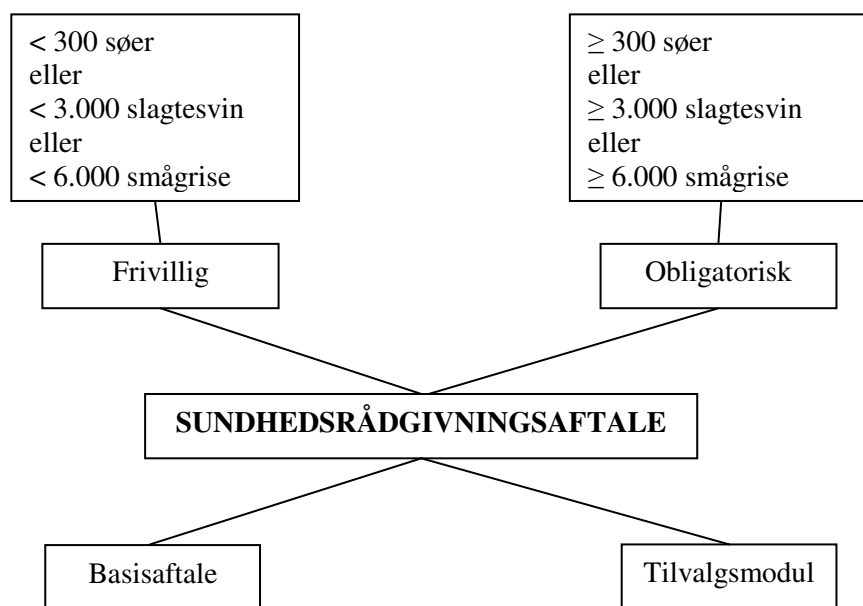 < 300 søer
eller
< 3.000 slagtesvin
eller
< 6.000 smågrise
≥ 300 søer
eller
≥ 3.000 slagtesvin
eller
≥ 6.000 smågrise
Frivillig
Obligatorisk
SUNDHEDSRÅDGIVNINGSAFTALE
Basisaftale
Tilvalgsmodul